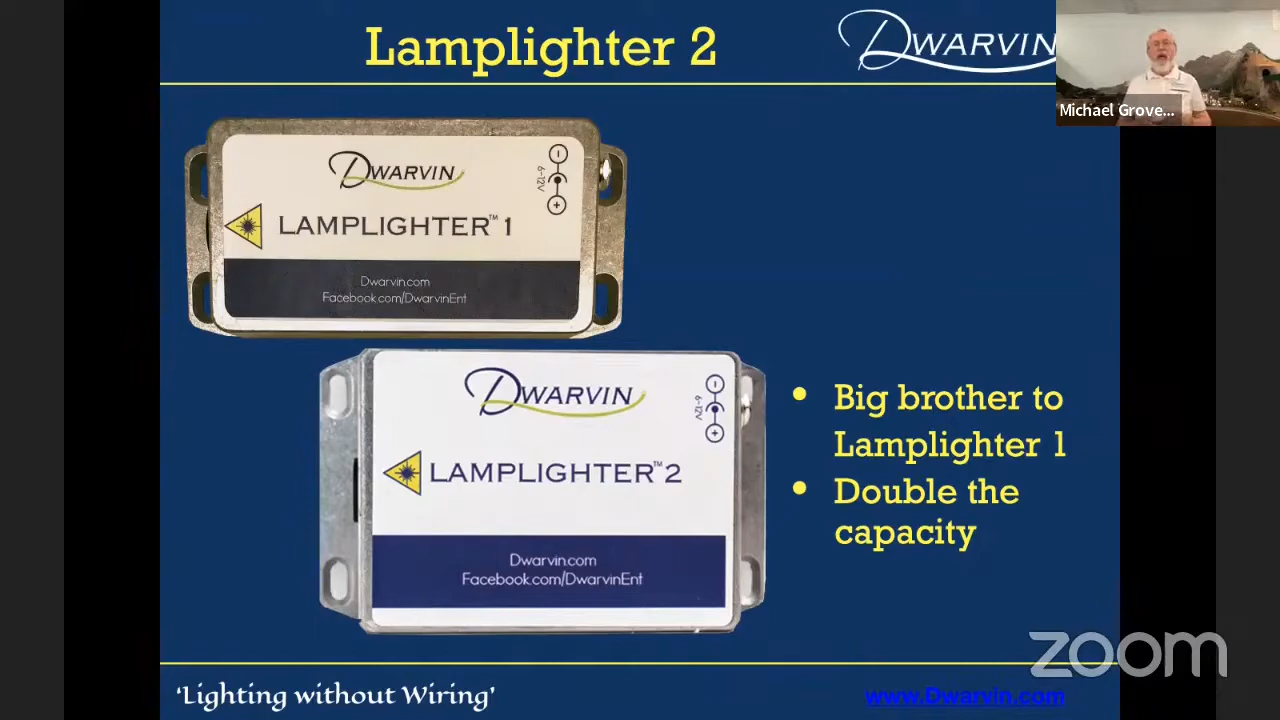 Lamplighter 2
DWARVIN
Michael Grove...
DWARVIN
6-12V
LAMPLIGHTER™ 1
Dwarvin.com
Facebook.com/DwarvinEnt
DWARVIN
6-12V
LAMPLIGHTER™ 2
Dwarvin.com
Facebook.com/DwarvinEnt
• Big brother to
Lamplighter 1
• Double the
capacity
zoom
'Lighting without Wiring'
www.Dwarvin.com